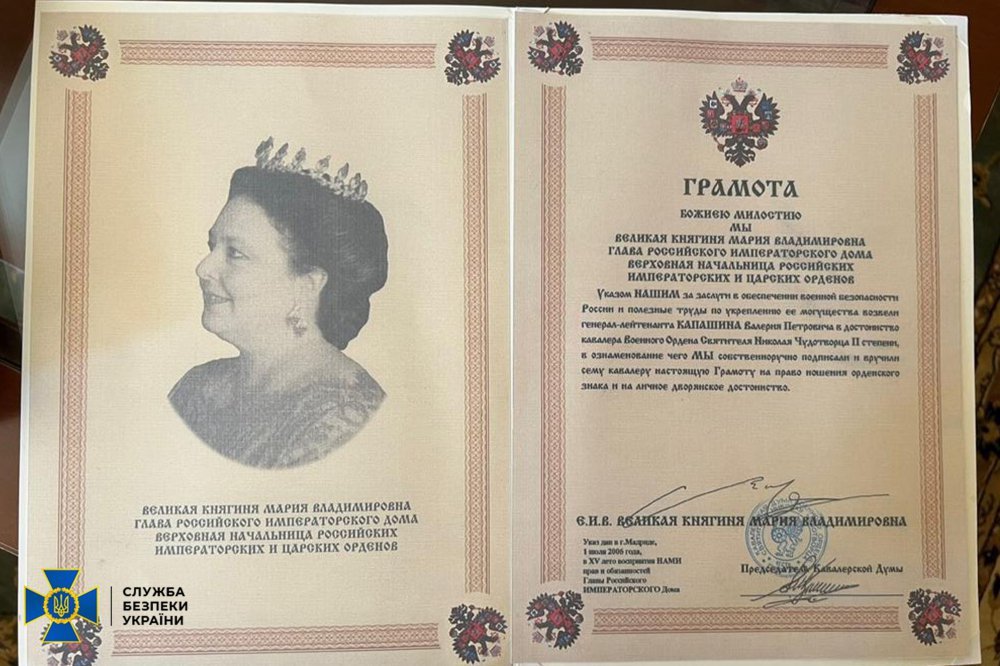 ВЕЛИКАЯ КНЯГИНЯ МАРИЯ ВЛАДИМИРОВНА
ГЛАВА РОССИЙСКОГО ИМПЕРАТОРСКОГО ДОМА
ВЕРХОВНАЯ НАЧАЛЬНИЦА РОССИЙСКИХ
ИМПЕРАТОРСКИХ И ЦАРСКИХ ОРДЕНОВ
СЛУЖБА
БЕЗПЕКИ
УКРАЇНИ
ГРАМОТА
БОЖИЕЮ МИЛОСТИЮ
МЫ
ВЕЛИКАЯ КНЯГИНЯ МАРИЯ ВЛАДИМИРОВНА
ГЛАВА РОССИЙСКОГО ИМПЕРАТОРСКОГО ДОМА
ВЕРХОВНАЯ НАЧАЛЬНИЦА РОССИЙСКИХ
ИМПЕРАТОРСКИХ И ЦАРСКИХ ОРДЕНОВ
Указом НАШИМ за заслуги в обеспечении военной безопасности
России и полезные труды по укреплению ее могущества возвели
генерал-лейтенанта КАПАШИНА Валерия Петровича в достоинство
кавалера Военного Ордена Святителя Николая Чудотворца II степени,
в ознаменование чего МЫ собственноручно подписали и вручили
сему кавалеру настоящую Грамоту на право ношения орденского
знака и на личное дворянское достоинство.
Е.И.В. ВЕЛИКАЯ КНЯГИНЯ МАРИЯ ВЛАДИМИРОВНА
Указ дан в г.Мадриде,
1 июля 2006 года,
в XV лето восприятия НАМИ
прав и обязанностей
Главы Российского
ИМПЕРАТОРСКОГО Дома
Председатель Кавалерской Думы